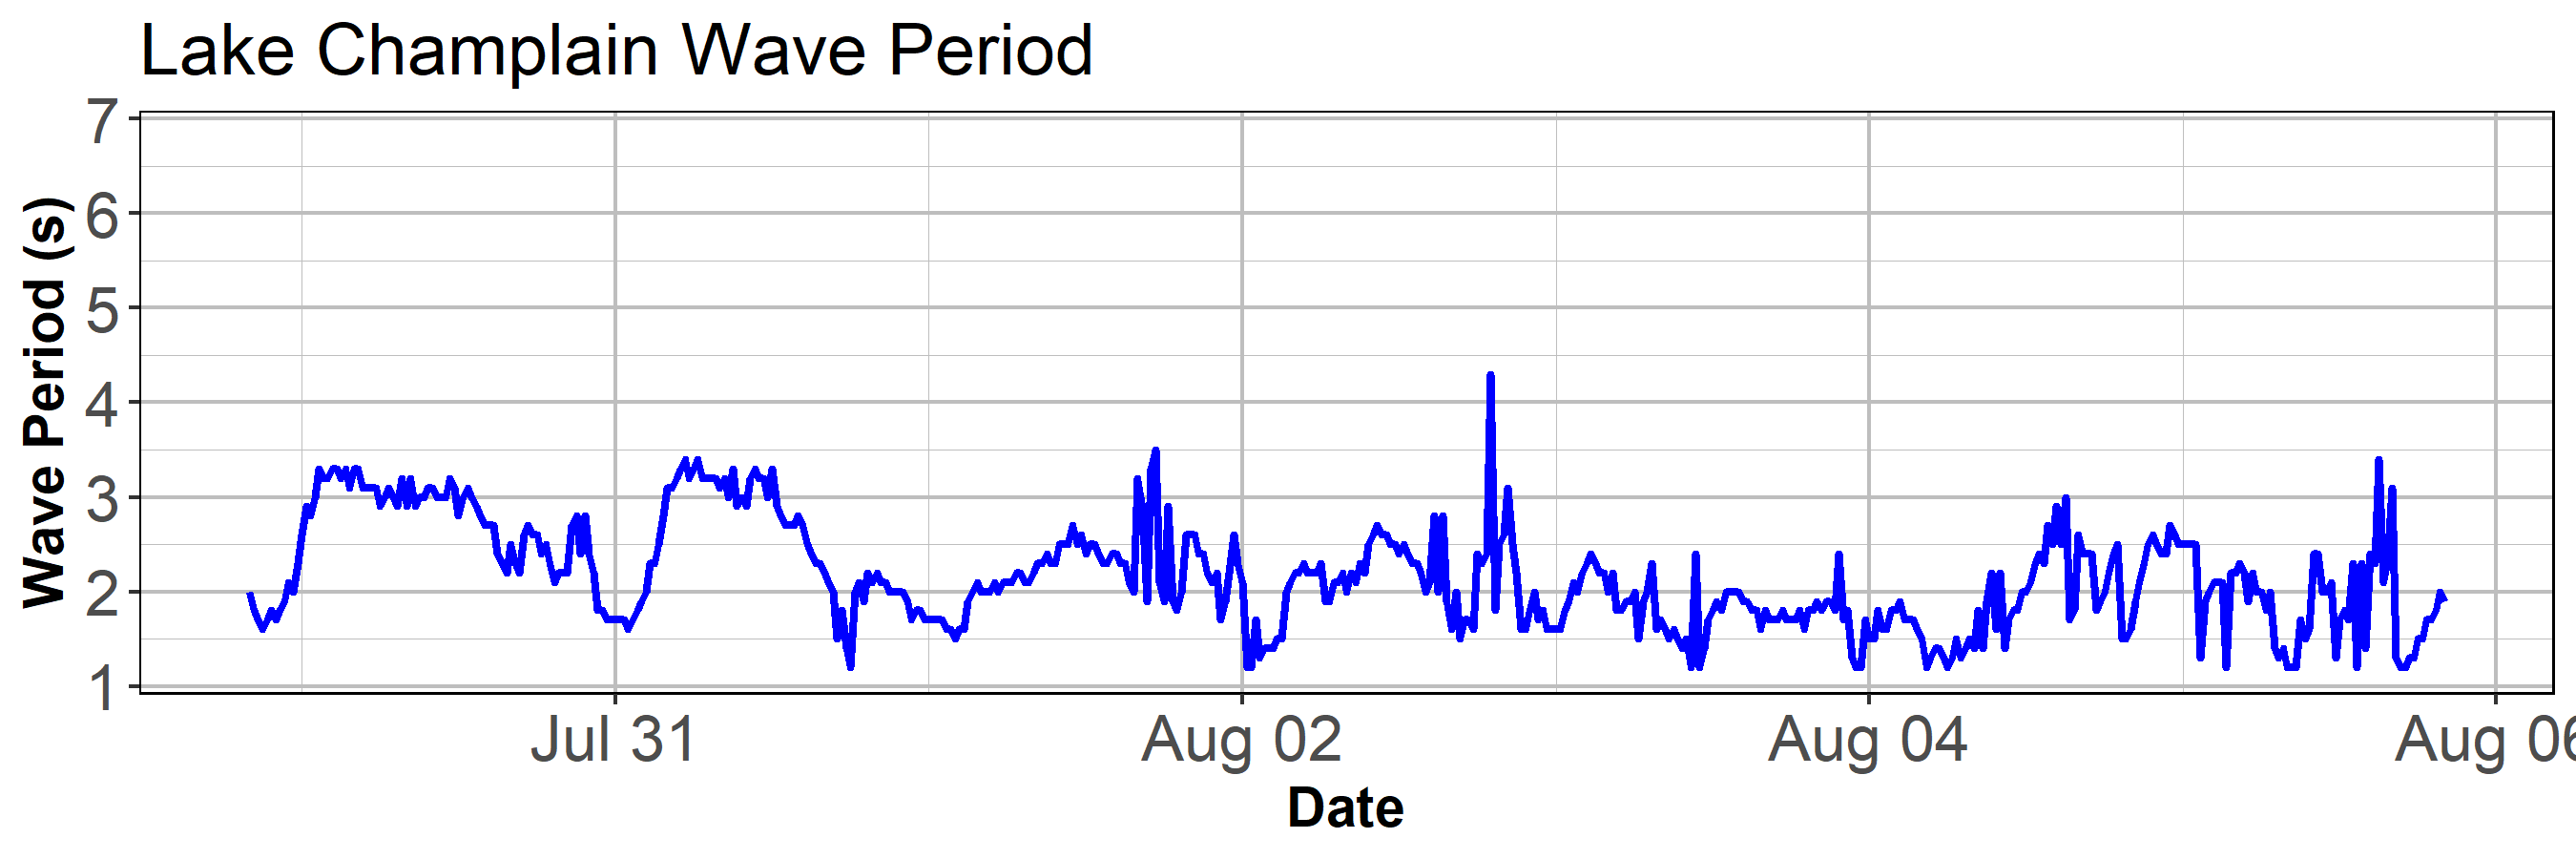 Lake Champlain Wave Period
Wave Period (s)
7
6
5
4
3
2
1
Jul 31
Aug 02
Aug 04
Aug 06
Date